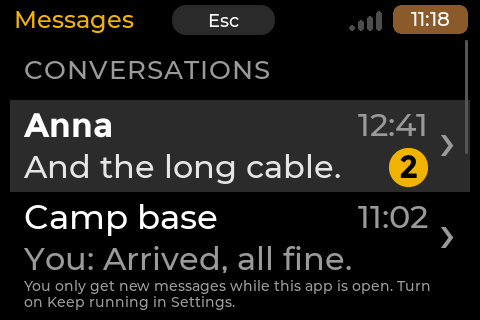 Messages
Esc
11:18
CONVERSATIONS
Anna 12:41
And the long cable. 2
Camp base 11:02
You: Arrived, all fine.
You only get new messages while this app is open. Turn
on Keep running in Settings.